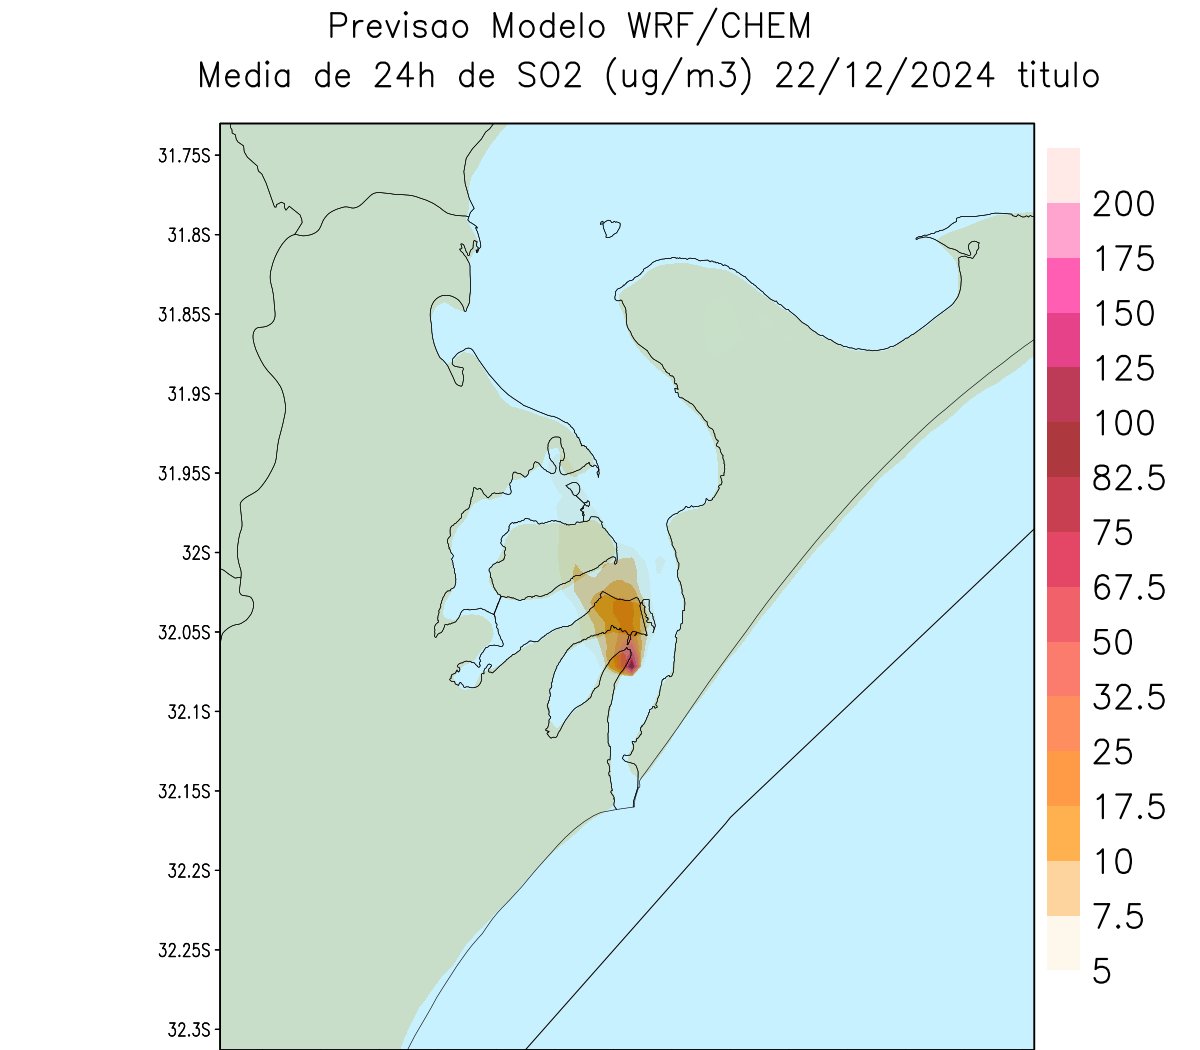 Previsao Modelo WRF/CHEM
Media de 24h de SO2 (ug/m3) 22/12/2024 titulo
31.75S
31.8S
31.85S
31.9S
31.95S
32S
32.05S
32.1S
32.15S
32.2S
32.25S
32.3S
200
175
150
125
100
82.5
75
67.5
50
32.5
25
17.5
10
7.5
5